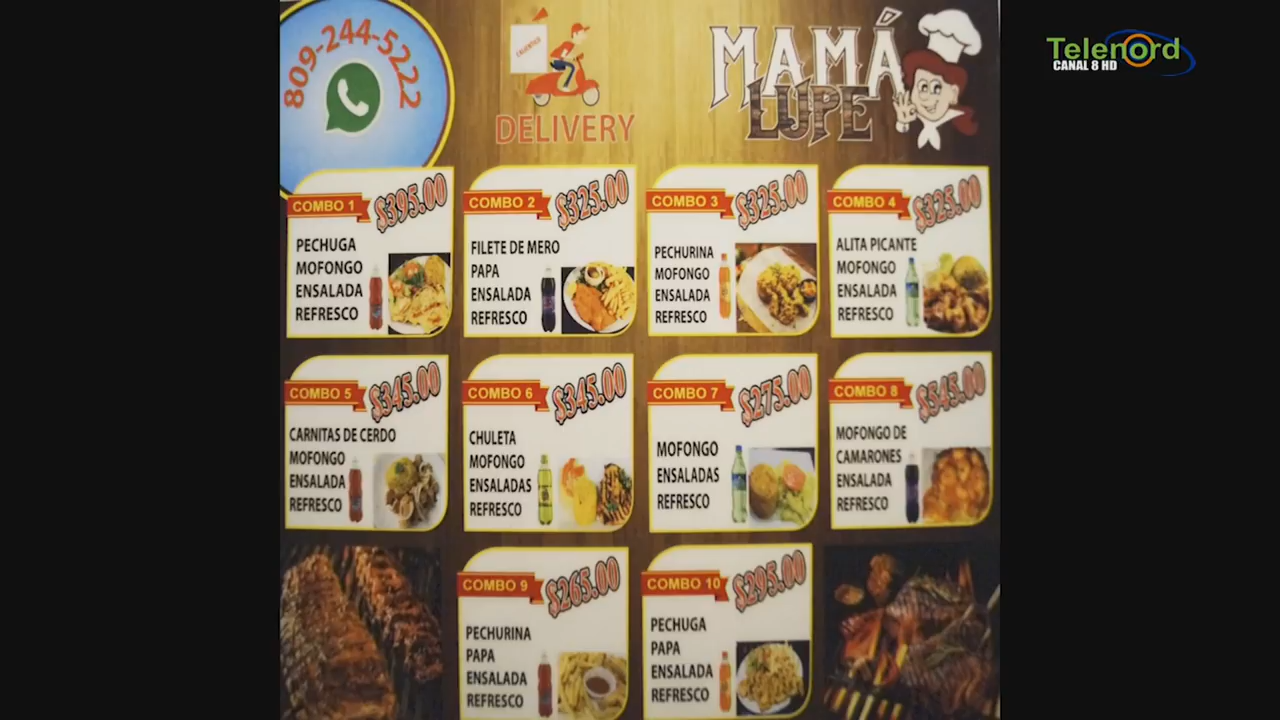 809-244-5222
CALIENTICO
DELIVERY
MAMÁ
LUPE
Telenord
CANAL 8 HD
COMBO 1
$395.00
PECHUGA
MOFONGO
ENSALADA
REFRESCO
COMBO 2
$325.00
FILETE DE MERO
PAPA
ENSALADA
REFRESCO
COMBO 3
$325.00
PECHURINA
MOFONGO
ENSALADA
REFRESCO
COMBO 4
$325.00
ALITA PICANTE
MOFONGO
ENSALADA
REFRESCO
COMBO 5
$345.00
CARNITAS DE CERDO
MOFONGO
ENSALADA
REFRESCO
COMBO 6
$345.00
CHULETA
MOFONGO
ENSALADAS
REFRESCO
COMBO 7
$275.00
MOFONGO
ENSALADAS
REFRESCO
COMBO 8
$545.00
MOFONGO DE
CAMARONES
ENSALADA
REFRESCO
COMBO 9
$265.00
PECHURINA
PAPA
ENSALADA
REFRESCO
COMBO 10
$295.00
PECHUGA
PAPA
ENSALADA
REFRESCO